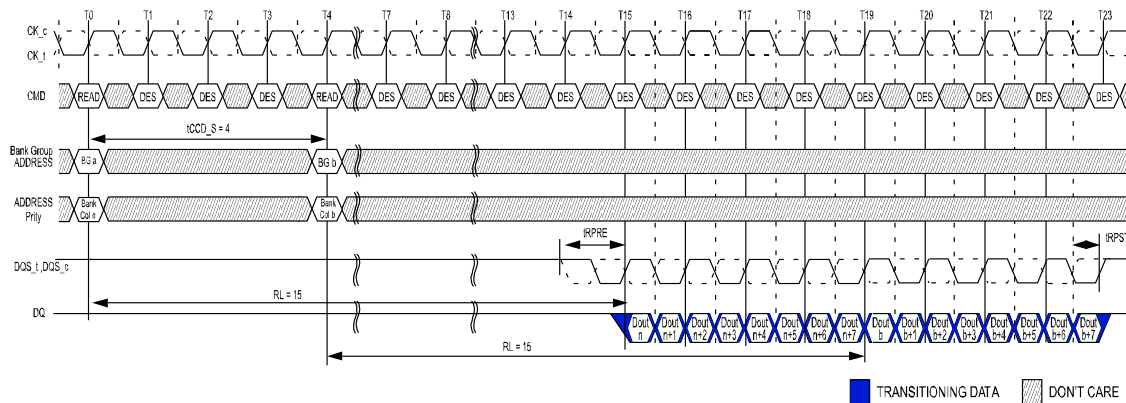 T0 T1 T2 T3 T4 T7 T8 T13 T14 T15 T16 T17 T18 T19 T20 T21 T22 T23
CK_c
CK_t
CMD READ DES DES DES READ DES DES DES DES DES DES DES DES DES DES DES DES DES
tCCD_S = 4
Bank Group
ADDRESS
BG a BG b
ADDRESS
Prity
Bank
Col n
Bank
Col b
tRPRE tRPST
DQS_t ,DQS_c
RL = 15
DQ
Dout
n
Dout
n+1
Dout
n+2
Dout
n+3
Dout
n+4
Dout
n+5
Dout
n+6
Dout
n+7
Dout
b
Dout
b+1
Dout
b+2
Dout
b+3
Dout
b+4
Dout
b+5
Dout
b+6
Dout
b+7
RL = 15
TRANSITIONING DATA DON'T CARE